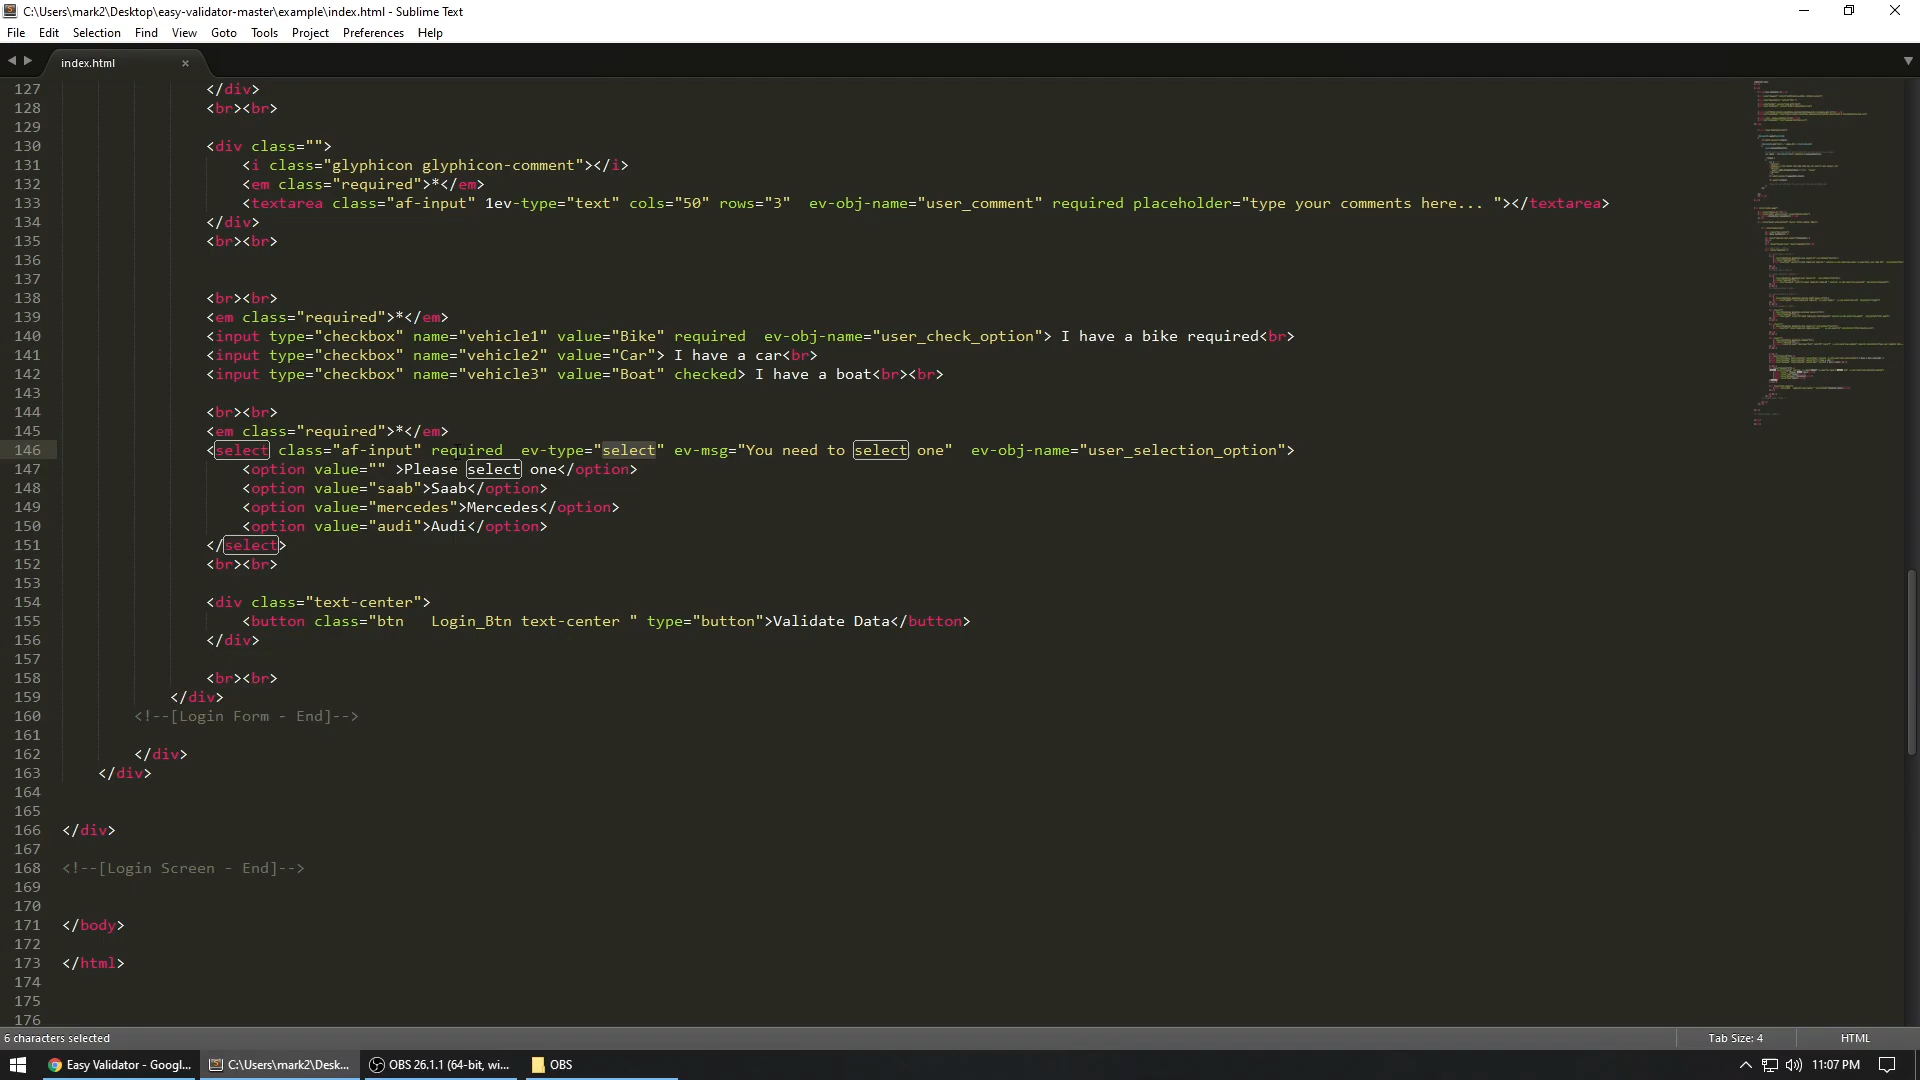 C:\Users\mark2\Desktop\easy-validator-master\example\index.html - Sublime Text
File Edit Selection Find View Goto Tools Project Preferences Help
index.html
127 </div>
128 <br><br>
129
130 <div class="">
131 <i class="glyphicon glyphicon-comment"></i>
132 <em class="required">*</em>
133 <textarea class="af-input" 1ev-type="text" cols="50" rows="3"  ev-obj-name="user_comment" required placeholder="type your comments here... "></textarea>
134 </div>
135 <br><br>
136
137
138 <br><br>
139 <em class="required">*</em>
140 <input type="checkbox" name="vehicle1" value="Bike" required  ev-obj-name="user_check_option"> I have a bike required<br>
141 <input type="checkbox" name="vehicle2" value="Car"> I have a car<br>
142 <input type="checkbox" name="vehicle3" value="Boat" checked> I have a boat<br><br>
143
144 <br><br>
145 <em class="required">*</em>
146 <select class="af-input" required  ev-type="select" ev-msg="You need to select one"  ev-obj-name="user_selection_option">
147 <option value="" >Please select one</option>
148 <option value="saab">Saab</option>
149 <option value="mercedes">Mercedes</option>
150 <option value="audi">Audi</option>
151 </select>
152 <br><br>
153
154 <div class="text-center">
155 <button class="btn   Login_Btn text-center " type="button">Validate Data</button>
156 </div>
157
158 <br><br>
159 </div>
160 <!--[Login Form - End]-->
161
162 </div>
163 </div>
164
165
166 </div>
167
168 <!--[Login Screen - End]-->
169
170
171 </body>
172
173 </html>
174
175
176
6 characters selected
Tab Size: 4
HTML
Easy Validator - Googl...
C:\Users\mark2\Desk...
OBS 26.1.1 (64-bit, wi...
OBS
11:07 PM